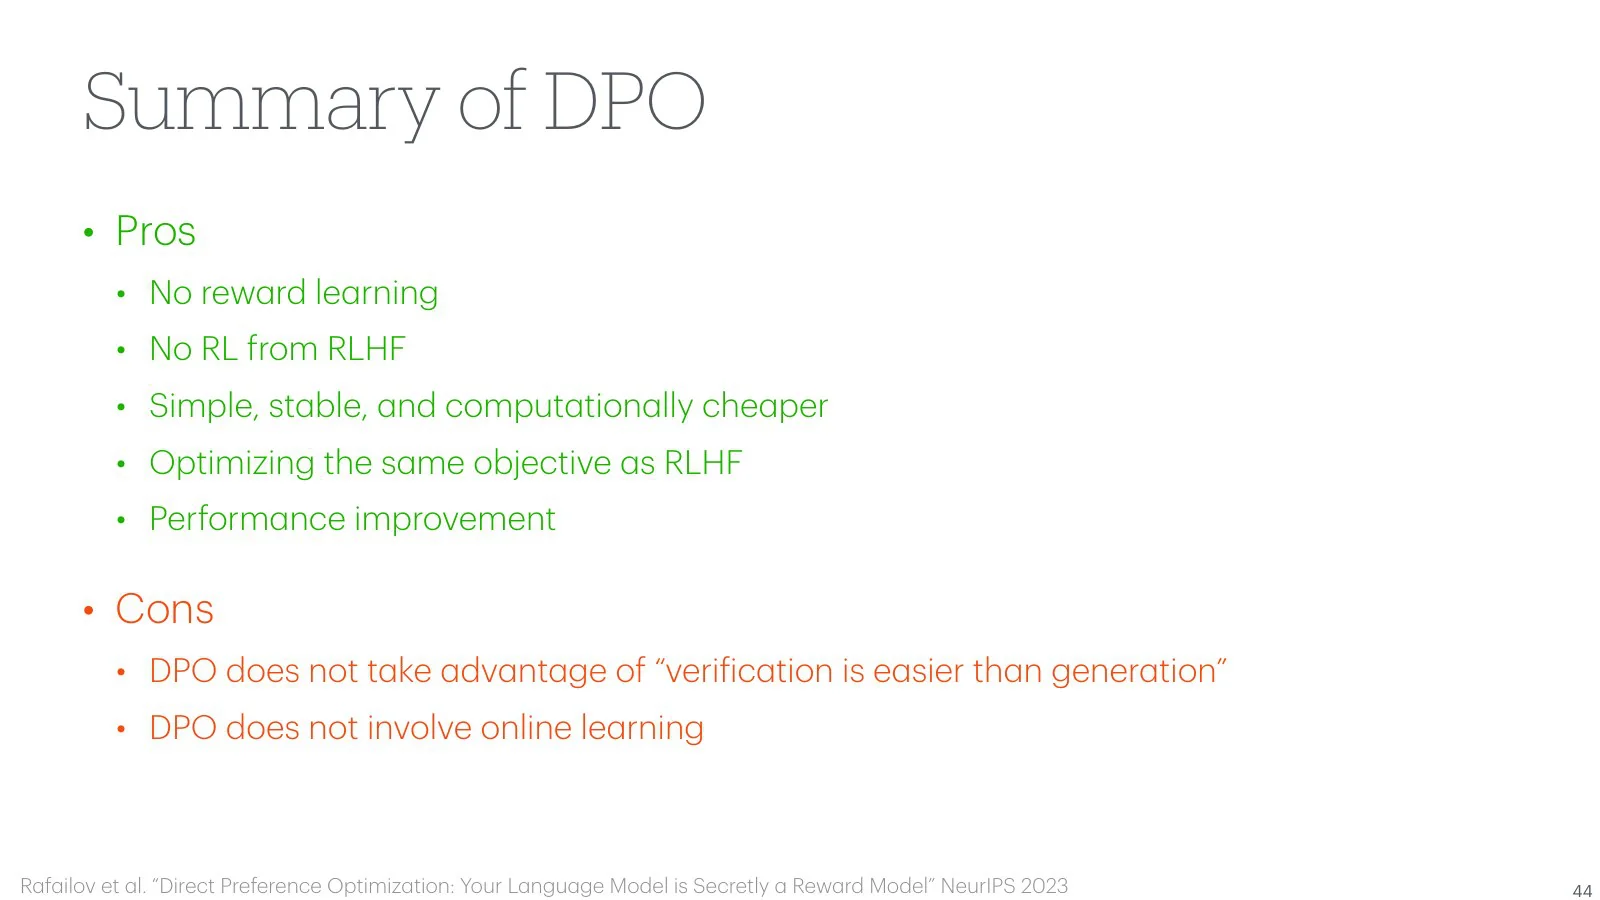 Summary of DPO
• Pros
• No reward learning
• No RL from RLHF
• Simple, stable, and computationally cheaper
• Optimizing the same objective as RLHF
• Performance improvement
• Cons
• DPO does not take advantage of “verification is easier than generation”
• DPO does not involve online learning
Rafailov et al. “Direct Preference Optimization: Your Language Model is Secretly a Reward Model” NeurIPS 2023
44